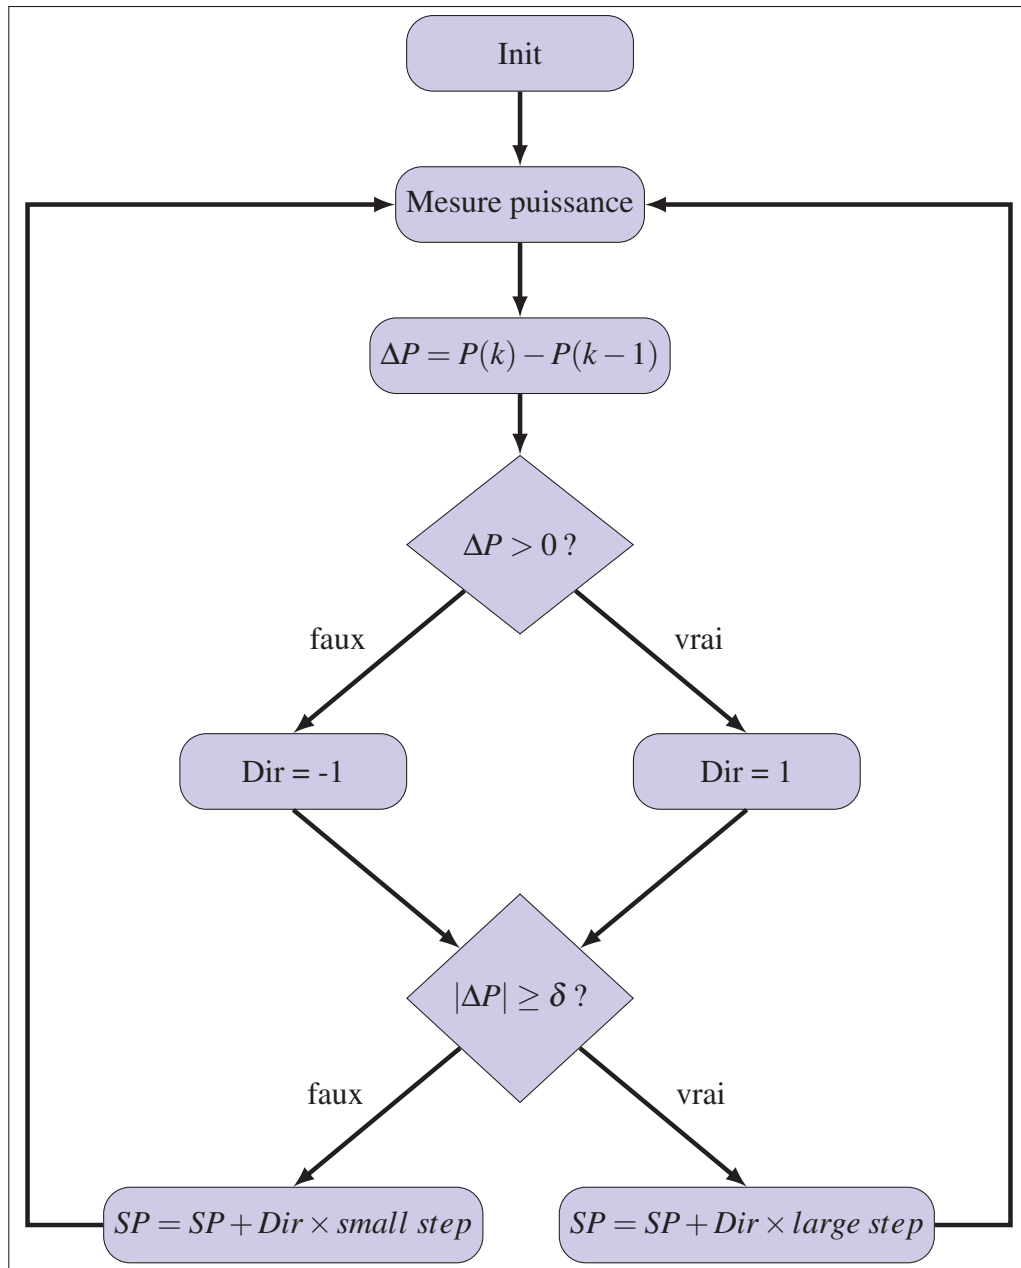 Init
Mesure puissance
ΔP = P(k) − P(k − 1)
ΔP > 0 ?
faux
vrai
Dir = -1
Dir = 1
|ΔP| ≥ δ ?
faux
vrai
SP = SP + Dir × small step
SP = SP + Dir × large step